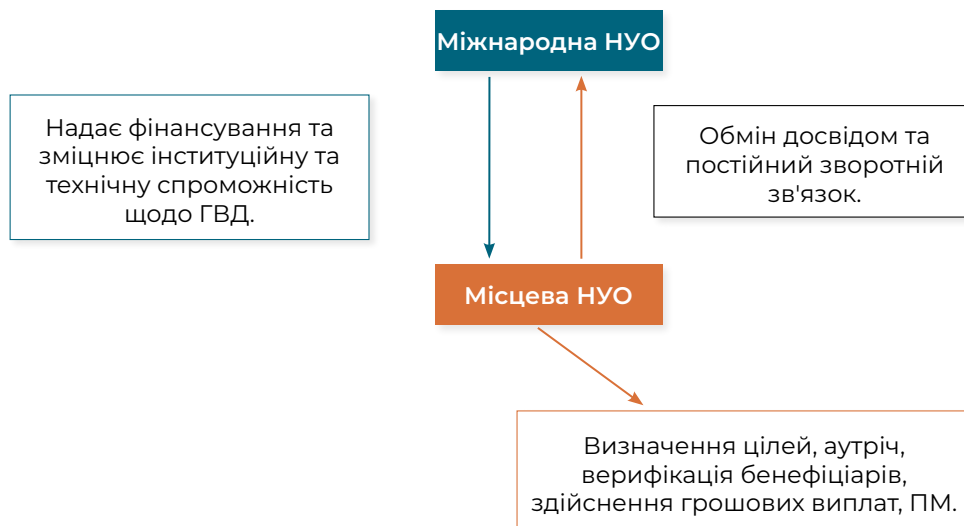 Міжнародна НУО
Надає фінансування та
зміцнює інституційну та
технічну спроможність
щодо ГВД.
Обмін досвідом та
постійний зворотній
зв'язок.
Місцева НУО
Визначення цілей, аутріч,
верифікація бенефіціарів,
здійснення грошових виплат, ПМ.